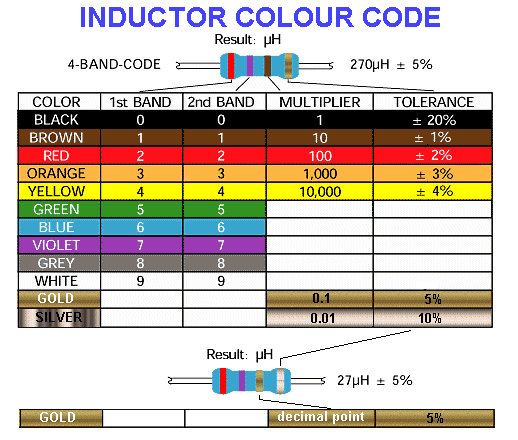 INDUCTOR COLOUR CODE
Result: µH
4-BAND-CODE 270µH ± 5%
COLOR 1st BAND 2nd BAND MULTIPLIER TOLERANCE
BLACK 0 0 1 ± 20%
BROWN 1 1 10 ± 1%
RED 2 2 100 ± 2%
ORANGE 3 3 1,000 ± 3%
YELLOW 4 4 10,000 ± 4%
GREEN 5 5
BLUE 6 6
VIOLET 7 7
GREY 8 8
WHITE 9 9
GOLD 0.1 5%
SILVER 0.01 10%
Result: µH
27µH ± 5%
GOLD decimal point 5%